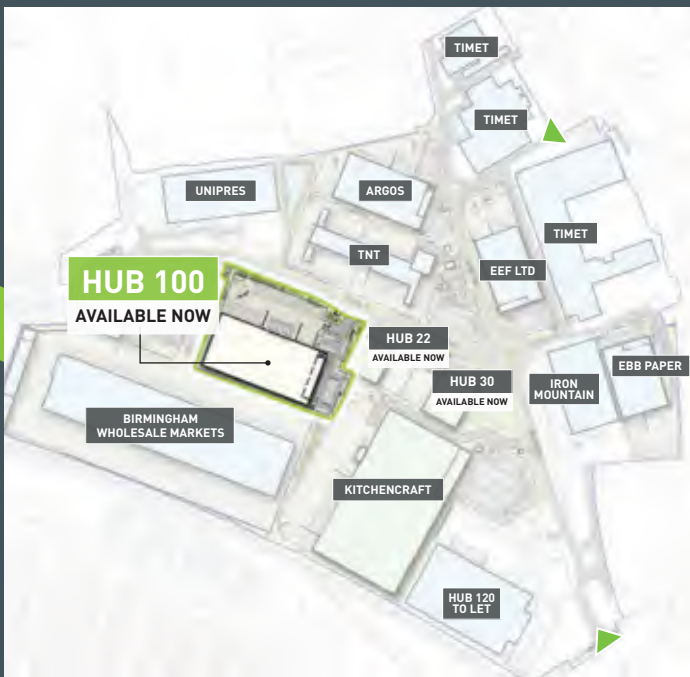 TIMET
TIMET
UNIPRES
ARGOS
TIMET
TNT
EEF LTD
HUB 100
AVAILABLE NOW
HUB 22
AVAILABLE NOW
EBB PAPER
HUB 30
AVAILABLE NOW
IRON
MOUNTAIN
BIRMINGHAM
WHOLESALE MARKETS
KITCHENCRAFT
HUB 120
TO LET